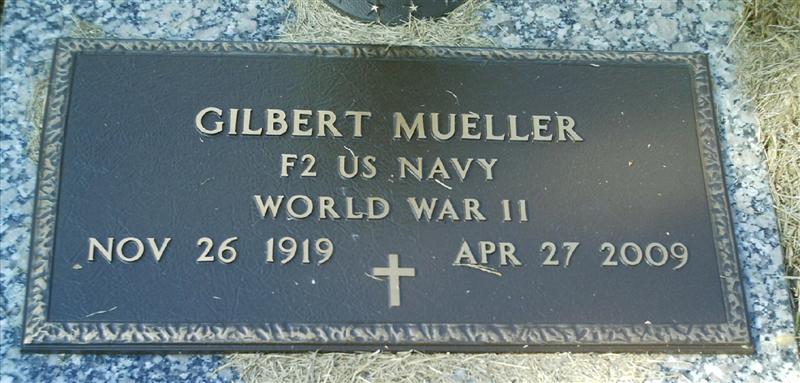 GILBERT MUELLER
F2 US NAVY
WORLD WAR II
NOV 26 1919 APR 27 2009